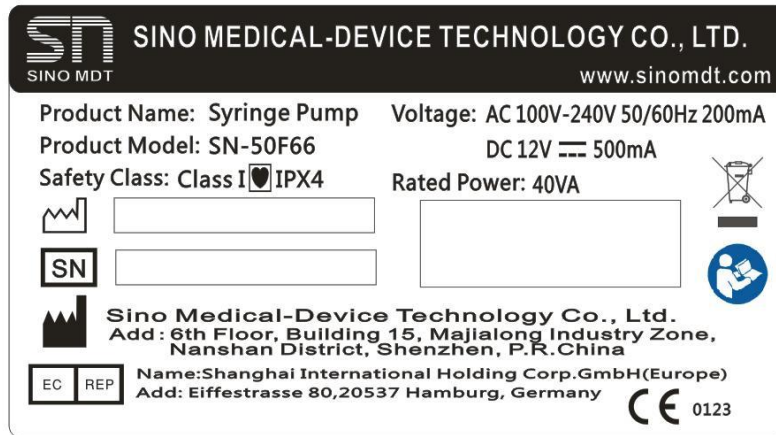 SINO MDT
SINO MEDICAL-DEVICE TECHNOLOGY CO., LTD.
www.sinomdt.com
Product Name: Syringe Pump
Product Model: SN-50F66
Safety Class: Class I IPX4
Voltage: AC 100V-240V 50/60Hz 200mA
DC 12V 500mA
Rated Power: 40VA
SN
Sino Medical-Device Technology Co., Ltd.
Add : 6th Floor, Building 15, Majialong Industry Zone,
Nanshan District, Shenzhen, P.R.China
EC REP
Name:Shanghai International Holding Corp.GmbH(Europe)
Add: Eiffestrasse 80,20537 Hamburg, Germany
CE 0123